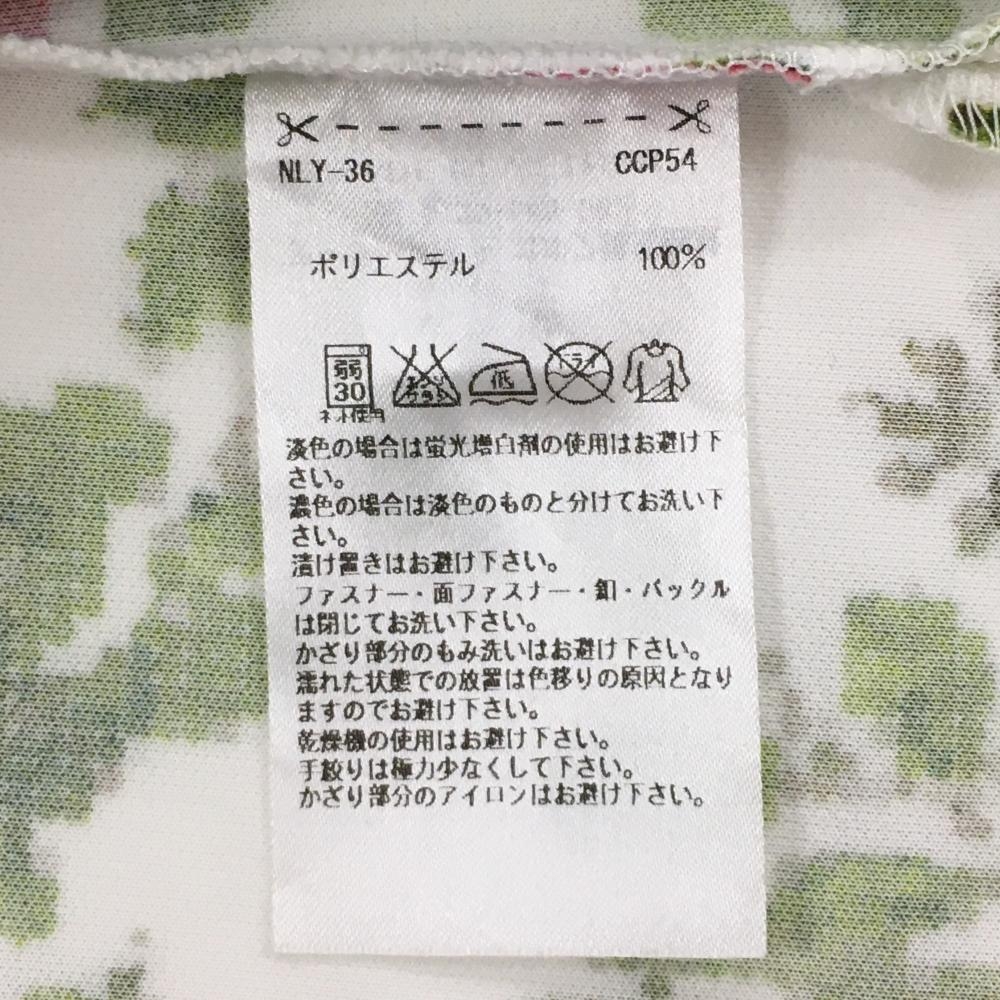 NLY-36 CCP54
ポリエステル 100%
弱
30
ネット使用
エンソ
サラシ
低
ドライ
淡色の場合は蛍光増白剤の使用はお避け下
さい。
濃色の場合は淡色のものと分けてお洗い下
さい。
漬け置きはお避け下さい。
ファスナー・面ファスナー・釦・バックル
は閉じてお洗い下さい。
かざり部分のもみ洗いはお避け下さい。
濡れた状態での放置は色移りの原因となり
ますのでお避け下さい。
乾燥機の使用はお避け下さい。
手絞りは極力少なくして下さい。
かざり部分のアイロンはお避け下さい。